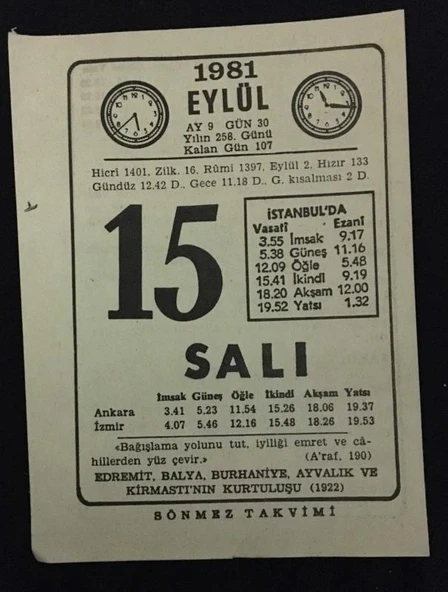 1981
EYLÜL
AY 9 GÜN 30
Yılın 258. Günü
Kalan Gün 107
Hicri 1401, Zilk. 16, Rûmi 1397, Eylül 2, Hızır 133
Gündüz 12.42 D., Gece 11.18 D., G. kısalması 2 D.
15
İSTANBUL'DA
Vasatî Ezanî
3.55 İmsak 9.17
5.38 Güneş 11.16
12.09 Öğle 5.48
15.41 İkindi 9.19
18.20 Akşam 12.00
19.52 Yatsı 1.32
SALI
İmsak Güneş Öğle İkindi Akşam Yatsı
Ankara 3.41 5.23 11.54 15.26 18.06 19.37
İzmir 4.07 5.46 12.16 15.48 18.26 19.53
«Bağışlama yolunu tut, iyiliği emret ve câ-
hillerden yüz çevir.» (A'raf, 190)
EDREMİT, BALYA, BURHANİYE, AYVALIK VE
KİRMASTI'NIN KURTULUŞU (1922)
SÖNMEZ TAKVİMİ